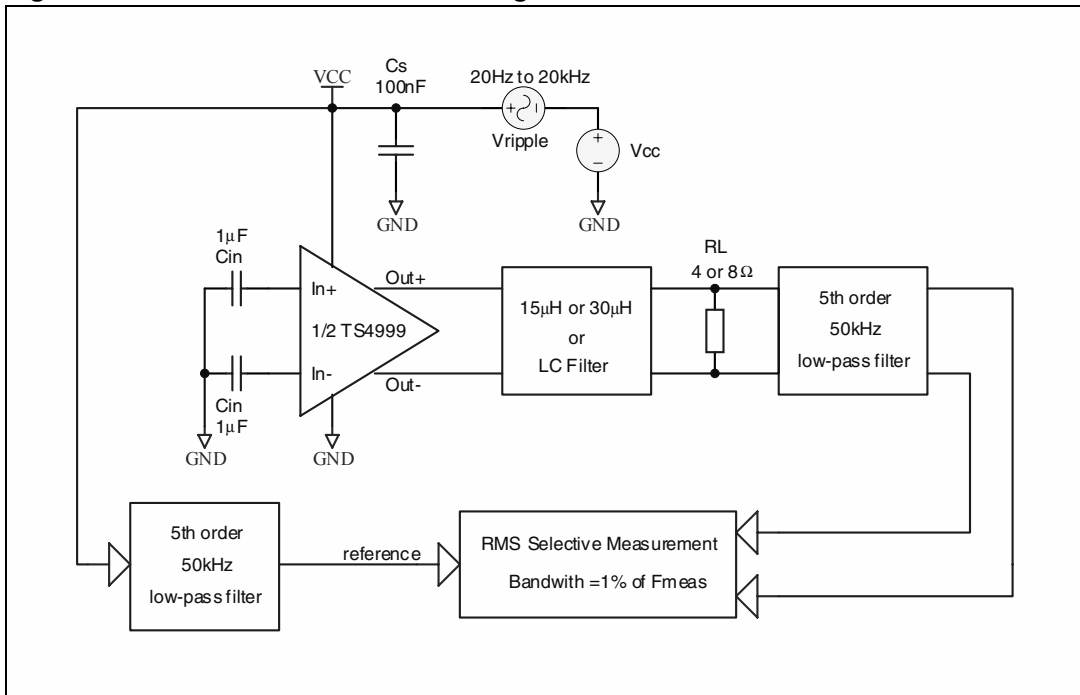 VCC
Cs
100nF
20Hz to 20kHz
+
Vripple
+
−
Vcc
GND
GND
1μF
Cin
In+
Out+
1/2 TS4999
In-
Out-
Cin
1μF
GND
GND
15μH or 30μH
or
LC Filter
RL
4 or 8Ω
5th order
50kHz
low-pass filter
5th order
50kHz
low-pass filter
reference
RMS Selective Measurement
Bandwith =1% of Fmeas